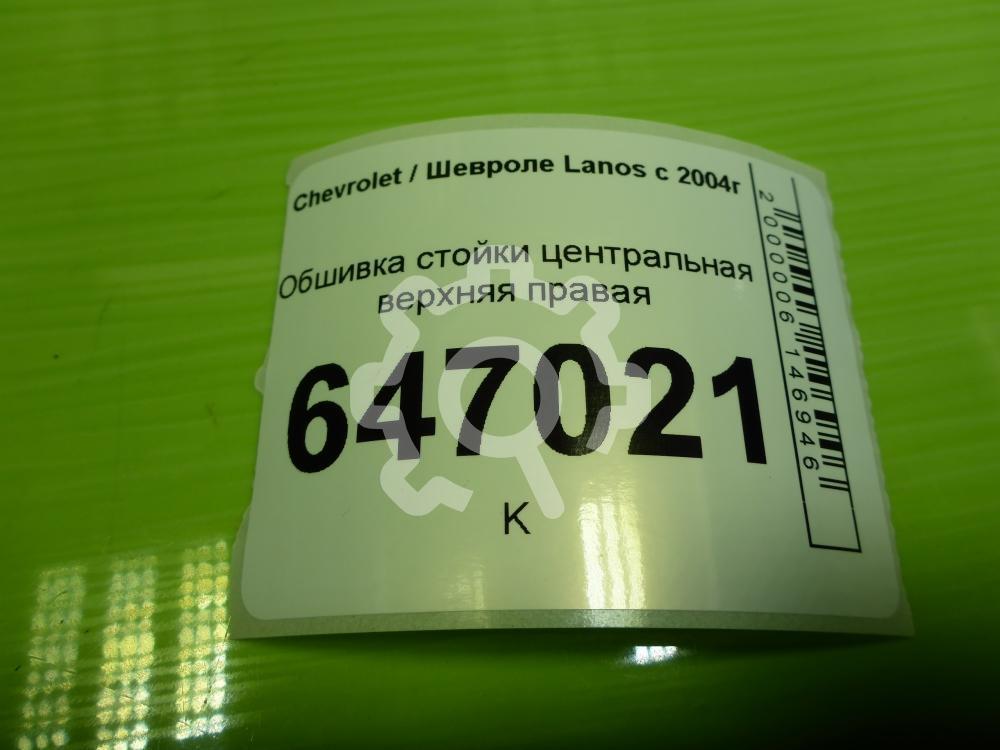 Chevrolet / Шевроле Lanos с 2004г
Обшивка стойки центральная
верхняя правая
647021
К
2000006146946